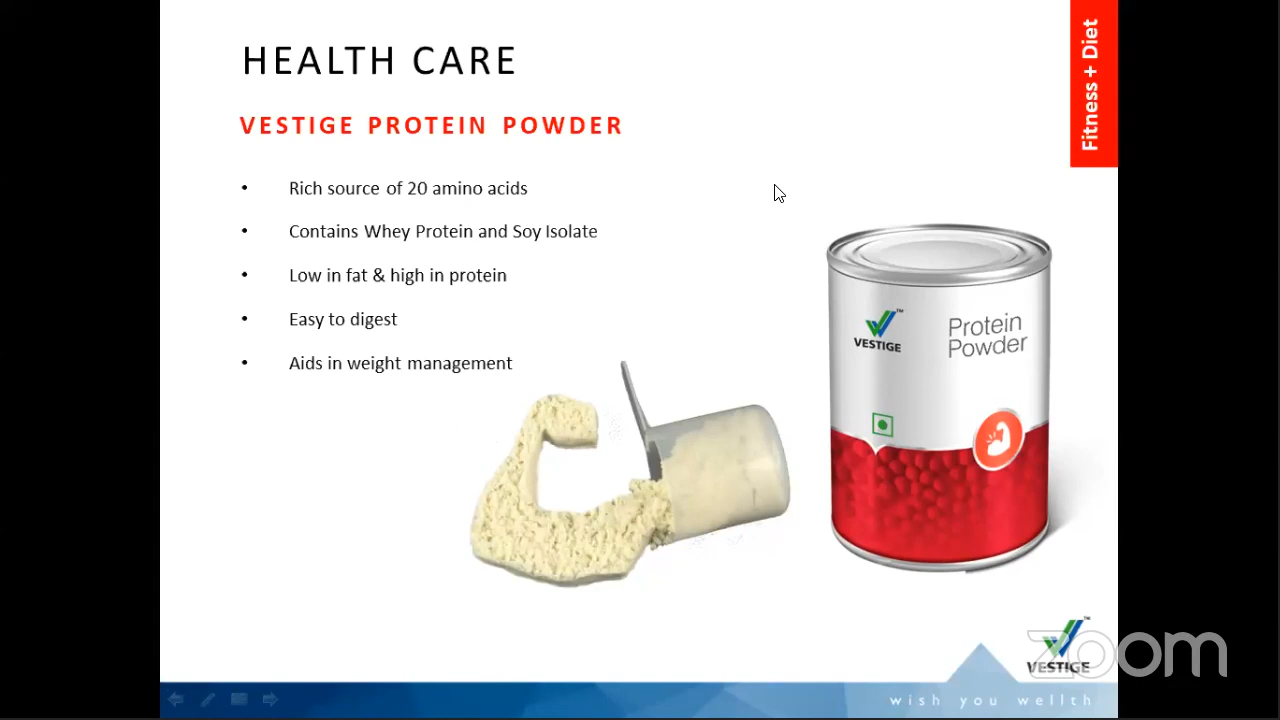 HEALTH CARE
Fitness + Diet
VESTIGE PROTEIN POWDER
• Rich source of 20 amino acids
• Contains Whey Protein and Soy Isolate
• Low in fat & high in protein
• Easy to digest
• Aids in weight management
VESTIGE™
Protein
Powder
VESTIGE™
zoom
wish you wellth